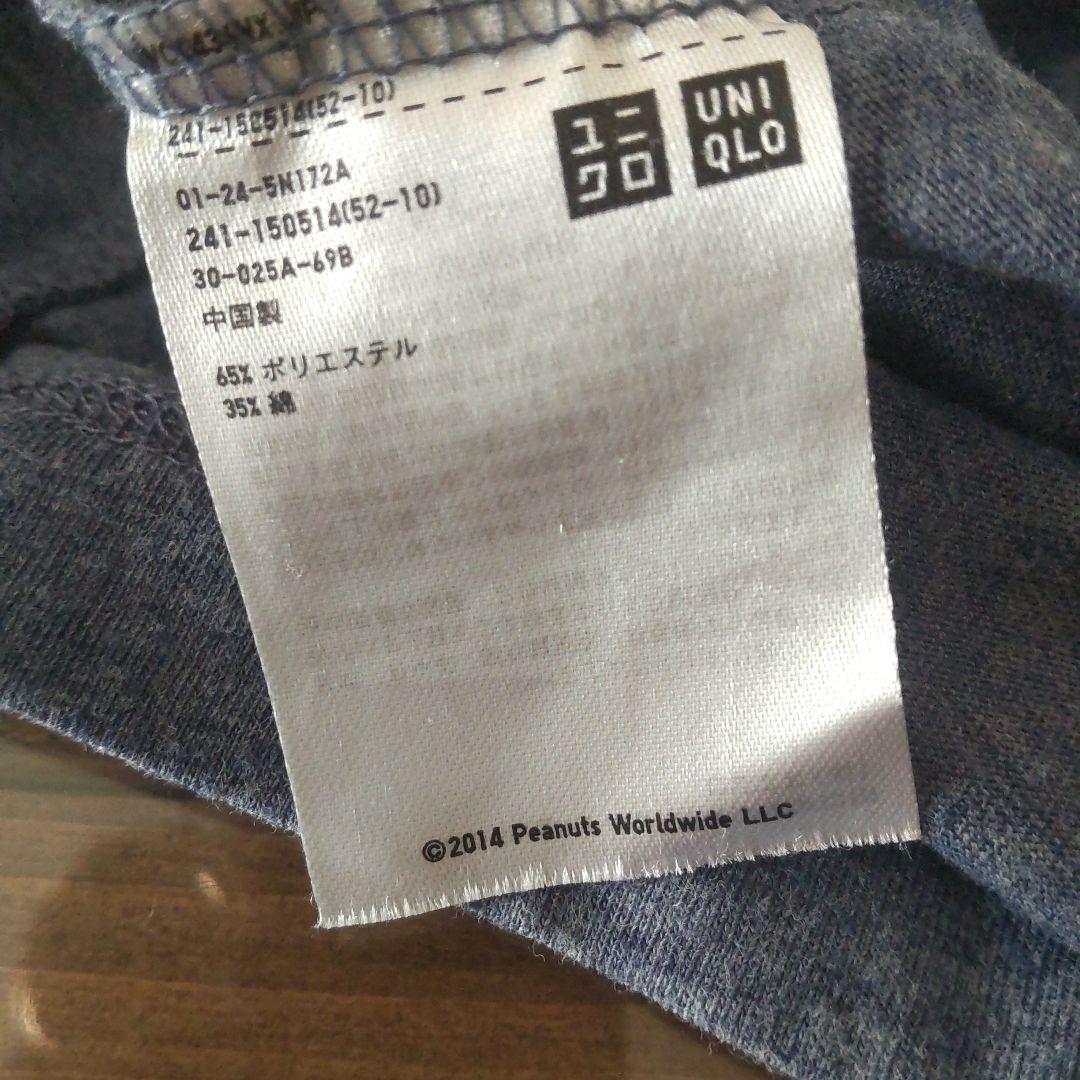 241-150514(52-10)
ユニ
クロ
UNI
QLO
01-24-5N172A
241-150514(52-10)
30-025A-69B
中国製
65% ポリエステル
35% 綿
©2014 Peanuts Worldwide LLC